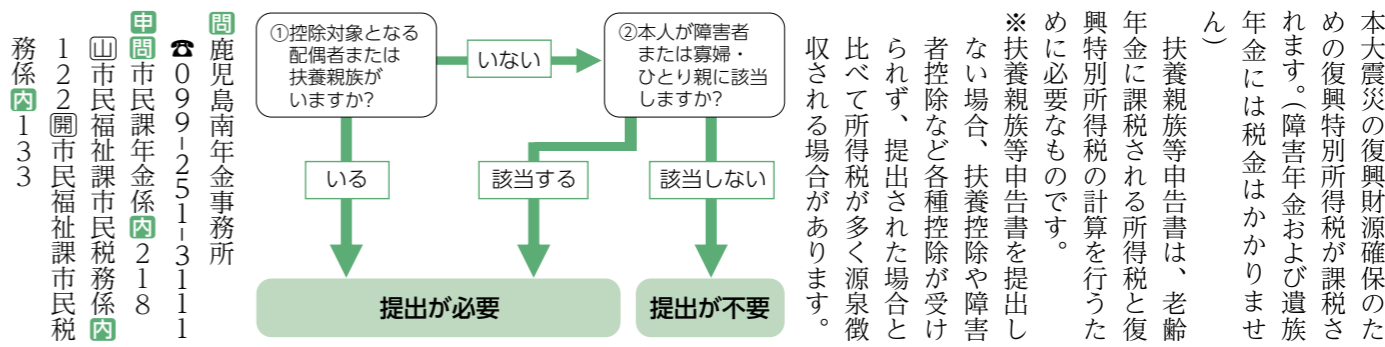 本大震災の復興財源確保のた
めの復興特別所得税が課税さ
れます。(障害年金および遺族
年金には税金はかかりませ
ん)
扶養親族等申告書は、老齢
年金に課税される所得税と復
興特別所得税の計算を行うた
めに必要なものです。
※扶養親族等申告書を提出し
ない場合、扶養控除や障害
者控除など各種控除が受け
られず、提出された場合と
比べて所得税が多く源泉徴
収される場合があります。
①控除対象となる
配偶者または
扶養親族が
いますか?
いない
②本人が障害者
または寡婦・
ひとり親に該当
しますか?
いる
該当する
該当しない
提出が必要
提出が不要
問鹿児島南年金事務所
☎099-251-3111
申問市民課年金係内218
山市民福祉課市民税務係内
122開市民福祉課市民税
務係内133